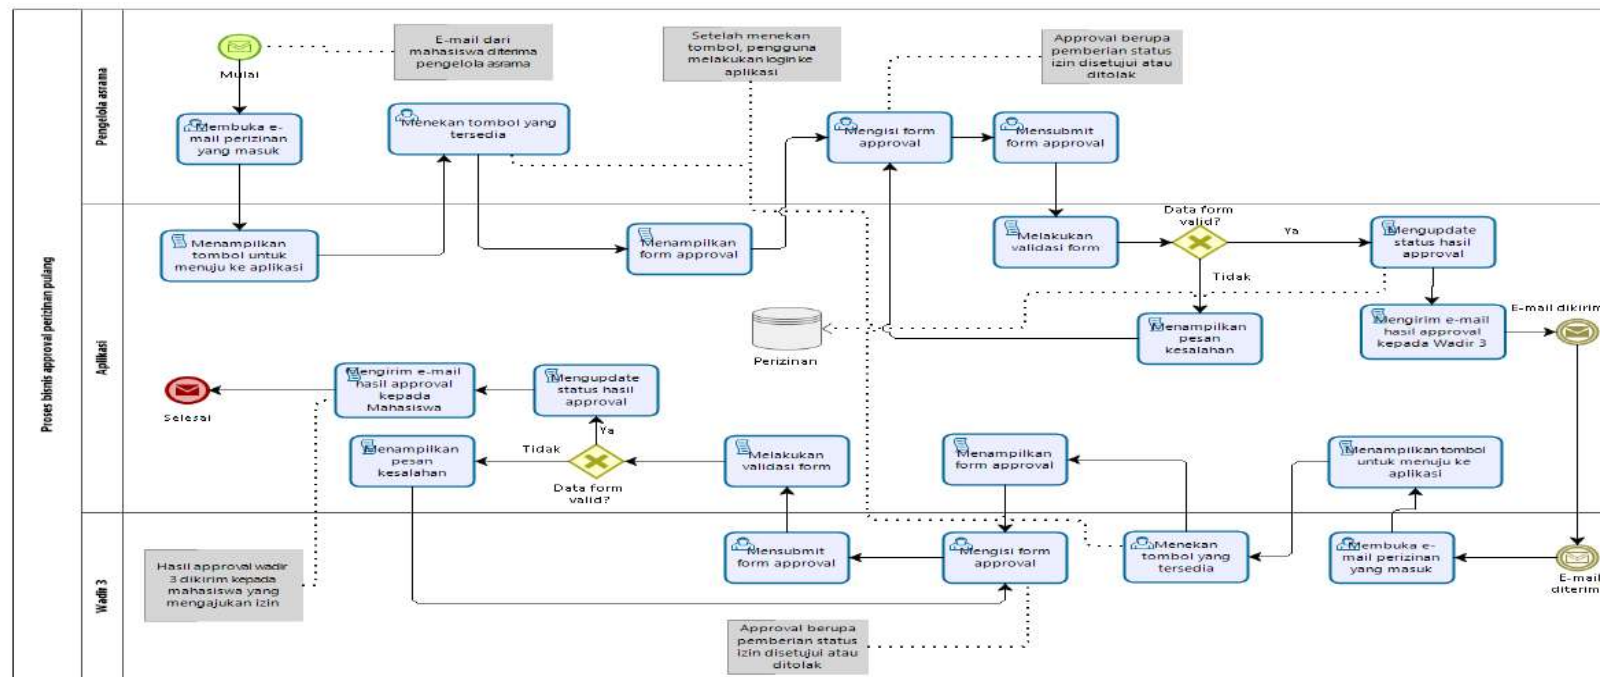 Proses bisnis approval perizinan pulang
Pengelola asrama
Mulai
E-mail dari
mahasiswa diterima
pengelola asrama
Membuka e-
mail perizinan
yang masuk
Menekan tombol yang
tersedia
Setelah menekan
tombol, pengguna
melakukan login ke
aplikasi
Mengisi form
approval
Approval berupa
pemberian status
izin disetujui atau
ditolak
Mensubmit
form approval
Aplikasi
Menampilkan
tombol untuk
menuju ke aplikasi
Menampilkan
form approval
Melakukan
validasi form
Data form
valid?
Ya
Tidak
Mengupdate
status hasil
approval
Menampilkan
pesan
kesalahan
Mengirim e-mail
hasil approval
kepada Wadir 3
E-mail dikirim
Perizinan
Selesai
Mengirim e-mail
hasil approval
kepada
Mahasiswa
Mengupdate
status hasil
approval
Ya
Menampilkan
pesan
kesalahan
Tidak
Data form
valid?
Melakukan
validasi form
Menampilkan
form approval
Menampilkan tombol
untuk menuju ke
aplikasi
Wadir 3
Hasil approval wadir
3 dikirim kepada
mahasiswa yang
mengajukan izin
Mensubmit
form approval
Mengisi form
approval
Menekan
tombol yang
tersedia
Membuka e-
mail perizinan
yang masuk
E-mail
diterim
Approval berupa
pemberian status
izin disetujui atau
ditolak